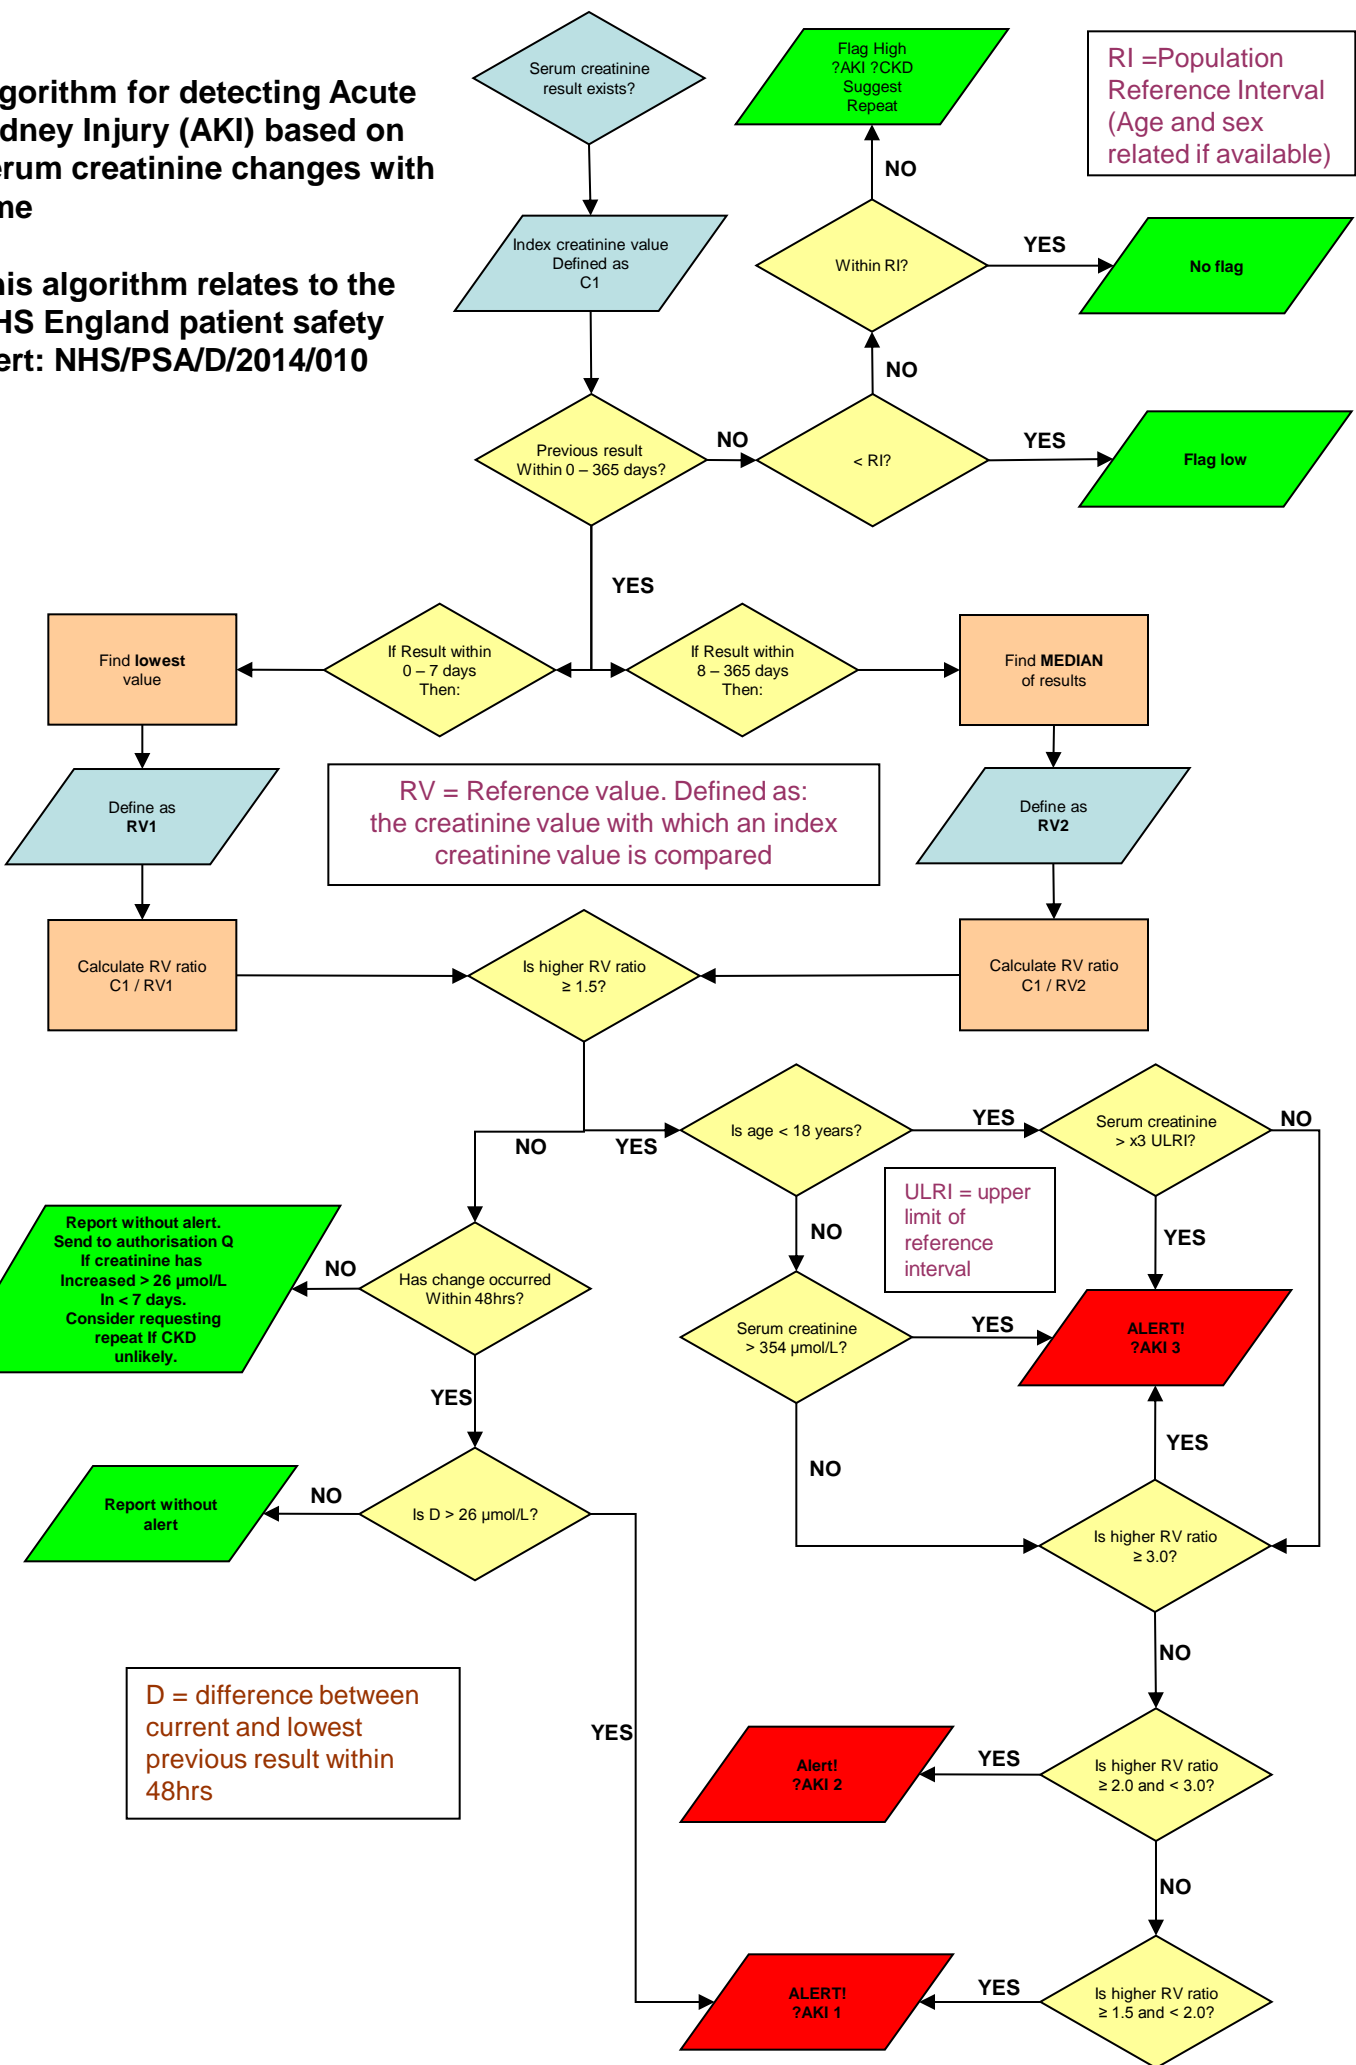 gorithm for detecting Acute
dney Injury (AKI) based on
erum creatinine changes with
me
his algorithm relates to the
HS England patient safety
ert: NHS/PSA/D/2014/010
Serum creatinine
result exists?
Flag High
?AKI ?CKD
Suggest
Repeat
RI =Population
Reference Interval
(Age and sex
related if available)
NO
Index creatinine value
Defined as
C1
Within RI?
YES
No flag
NO
Previous result
Within 0 – 365 days?
NO
< RI?
YES
Flag low
YES
Find lowest
value
If Result within
0 – 7 days
Then:
If Result within
8 – 365 days
Then:
Find MEDIAN
of results
Define as
RV1
RV = Reference value. Defined as:
the creatinine value with which an index
creatinine value is compared
Define as
RV2
Calculate RV ratio
C1 / RV1
Is higher RV ratio
≥ 1.5?
Calculate RV ratio
C1 / RV2
NO
YES
Is age < 18 years?
YES
Serum creatinine
> x3 ULRI?
NO
ULRI = upper
limit of
reference
interval
Report without alert.
Send to authorisation Q
If creatinine has
Increased > 26 µmol/L
In < 7 days.
Consider requesting
repeat If CKD
unlikely.
NO
Has change occurred
Within 48hrs?
NO
YES
Serum creatinine
> 354 µmol/L?
YES
ALERT!
?AKI 3
YES
YES
NO
Report without
alert
NO
Is D > 26 µmol/L?
Is higher RV ratio
≥ 3.0?
NO
D = difference between
current and lowest
previous result within
48hrs
YES
Alert!
?AKI 2
YES
Is higher RV ratio
≥ 2.0 and < 3.0?
NO
ALERT!
?AKI 1
YES
Is higher RV ratio
≥ 1.5 and < 2.0?